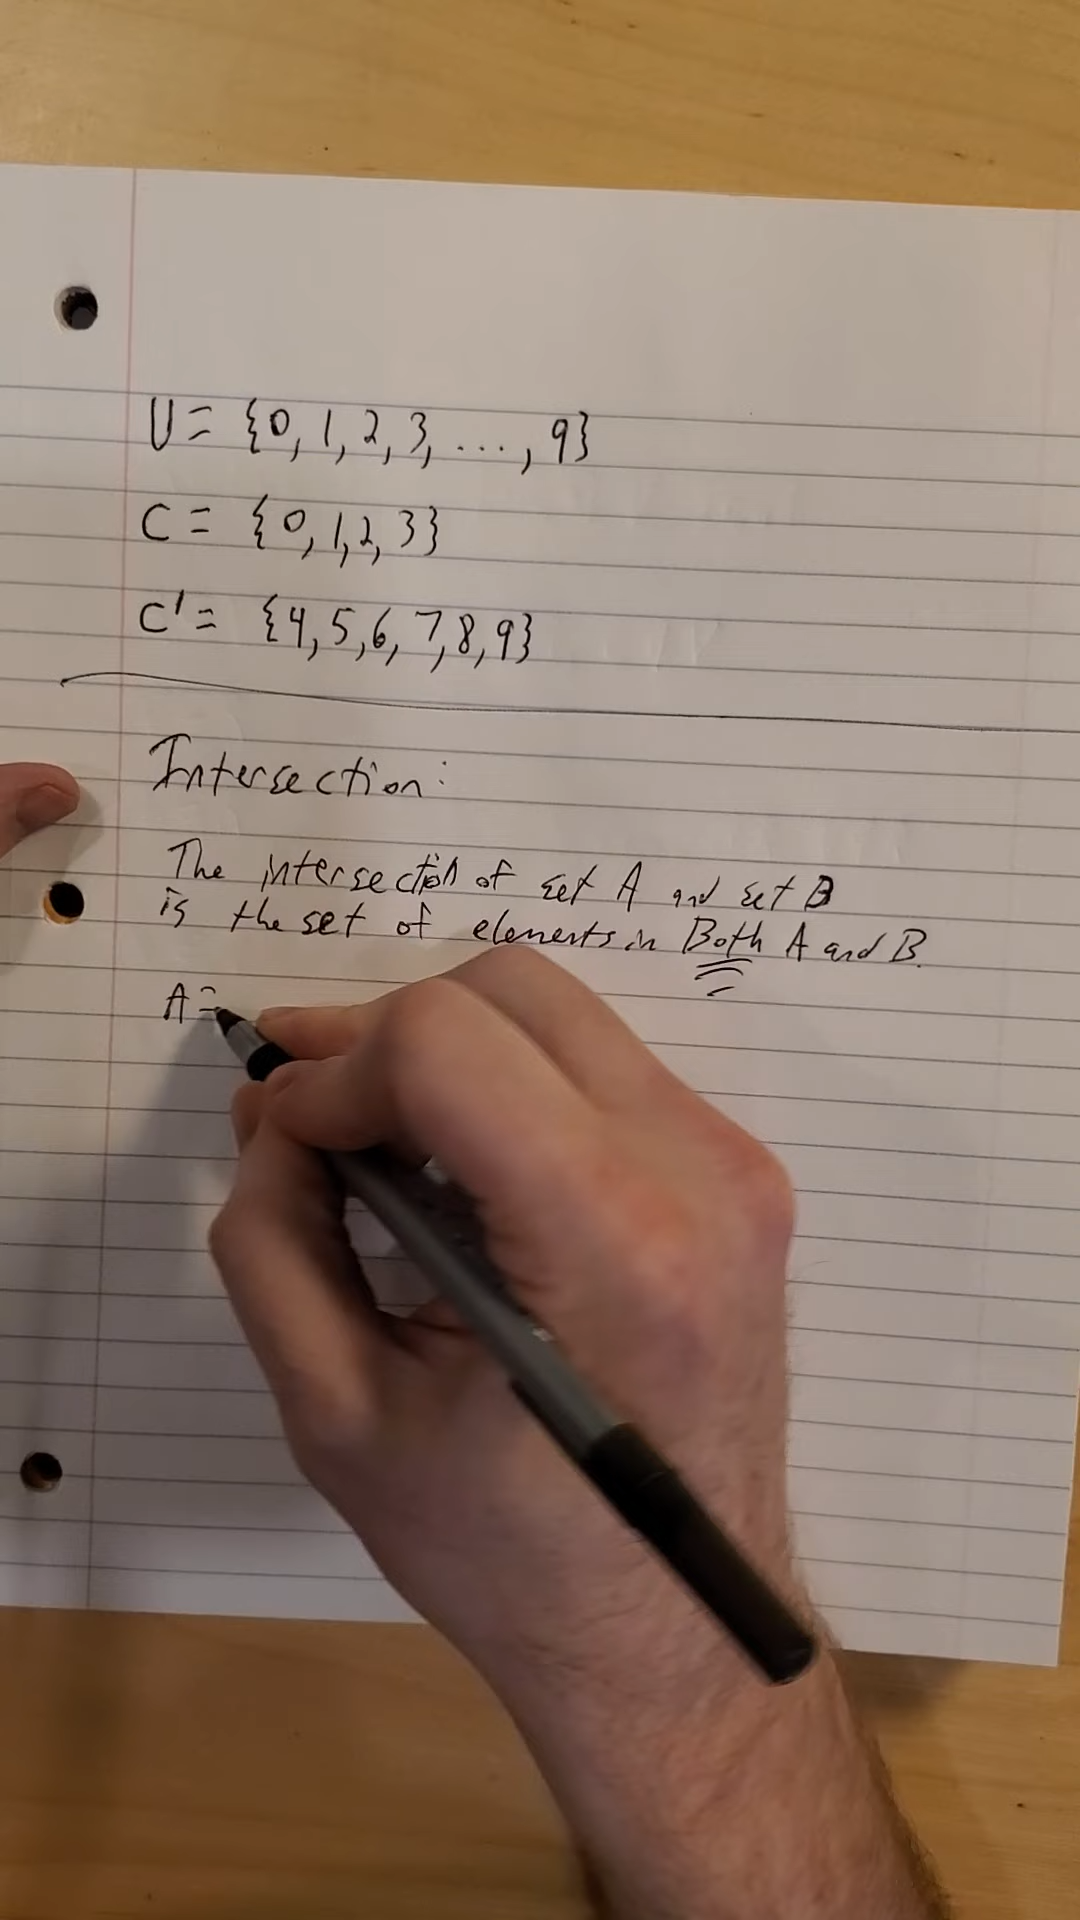 U = {0, 1, 2, 3, ..., 9}
C = {0, 1, 2, 3}
C' = {4, 5, 6, 7, 8, 9}
Intersection:
The intersection of set A and set B
is the set of elements in Both A and B.
A =